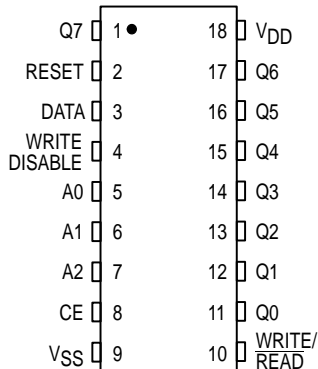 Q7 1 18 VDD
RESET 2 17 Q6
DATA 3 16 Q5
WRITE
DISABLE 4 15 Q4
A0 5 14 Q3
A1 6 13 Q2
A2 7 12 Q1
CE 8 11 Q0
VSS 9 10 WRITE/
READ